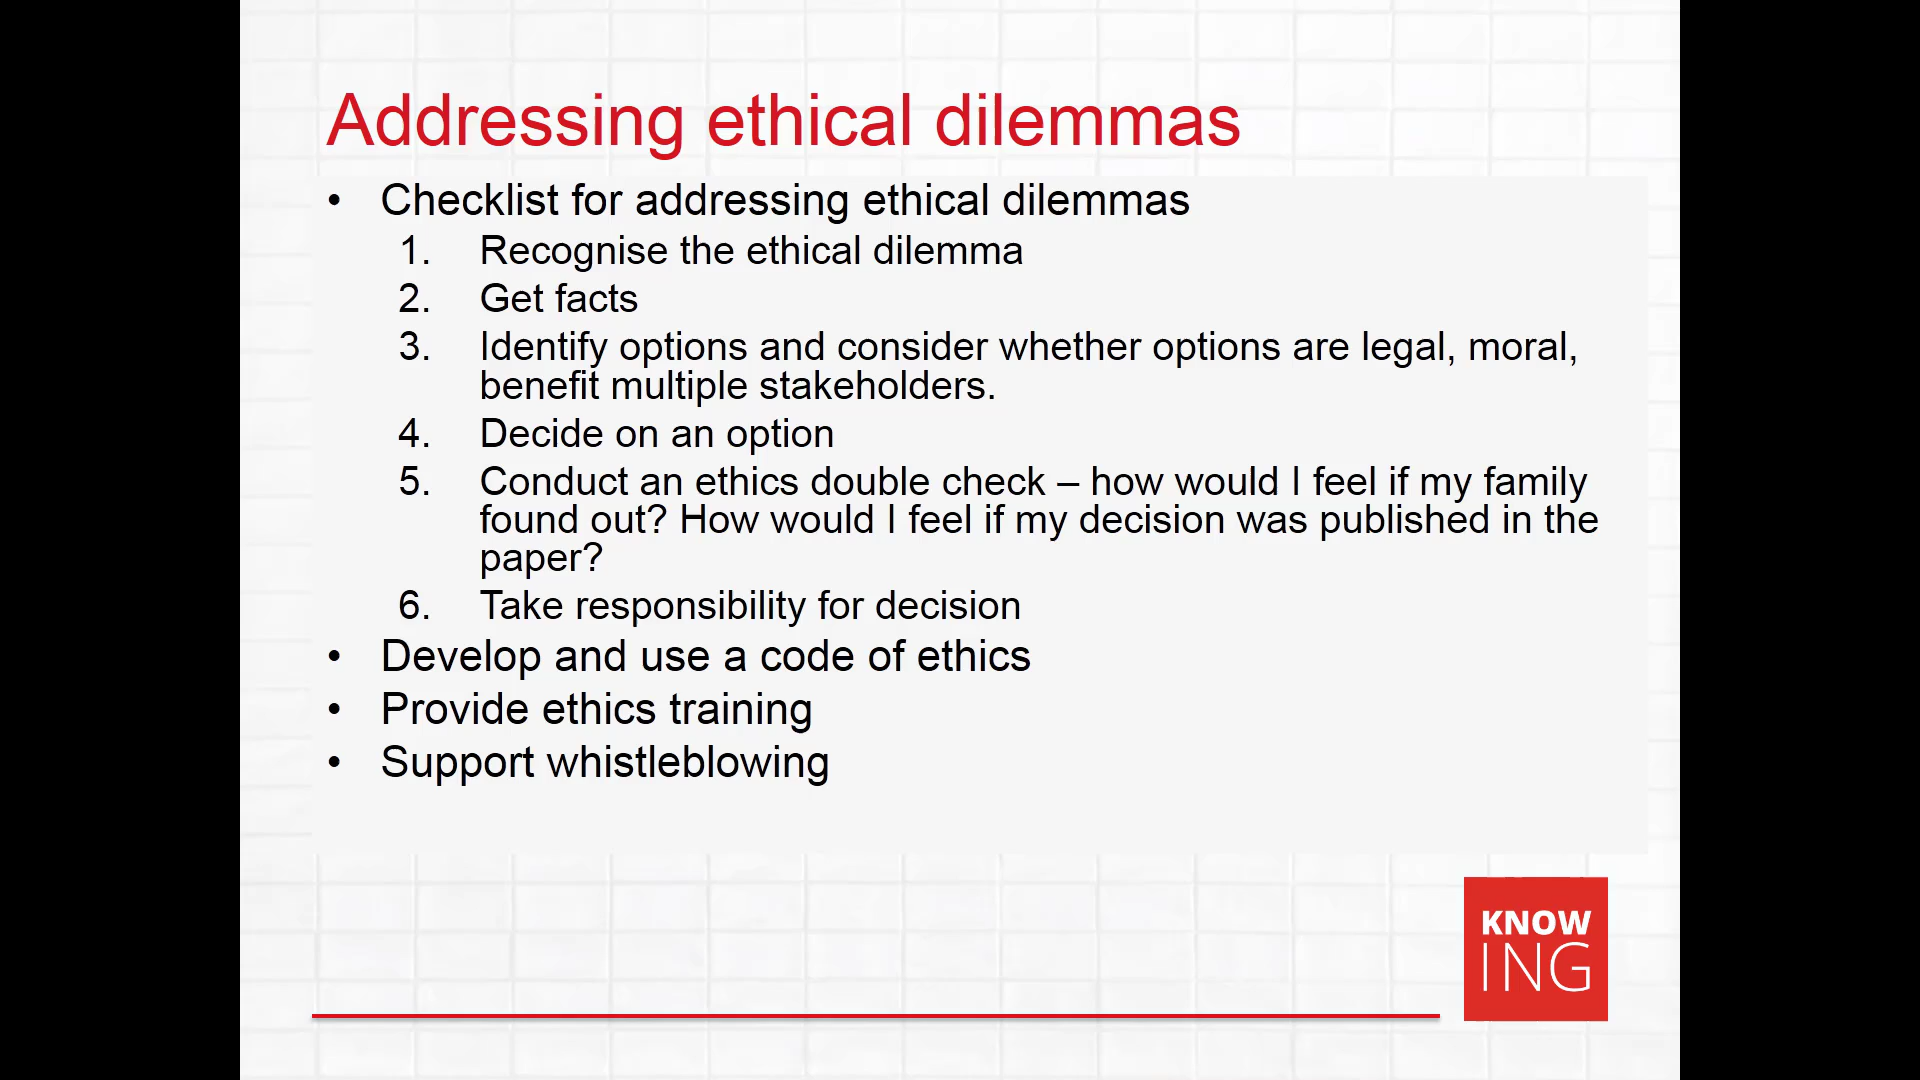 Addressing ethical dilemmas
• Checklist for addressing ethical dilemmas
1. Recognise the ethical dilemma
2. Get facts
3. Identify options and consider whether options are legal, moral,
benefit multiple stakeholders.
4. Decide on an option
5. Conduct an ethics double check – how would I feel if my family
found out? How would I feel if my decision was published in the
paper?
6. Take responsibility for decision
• Develop and use a code of ethics
• Provide ethics training
• Support whistleblowing
KNOW
ING